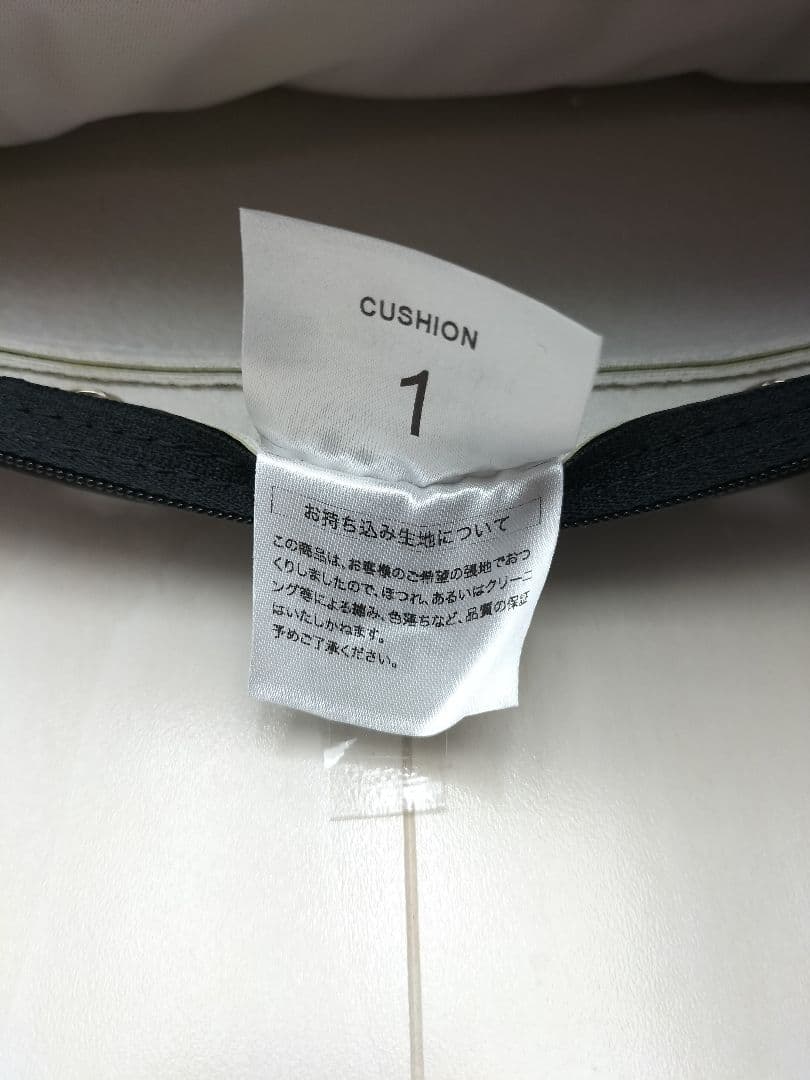 CUSHION
1
お持ち込み生地について
この商品は、お客様のご希望の張地でおつ
くりしましたので、ほつれ、あるいはクリーニ
ング等による縮み、色落ちなど、品質の保証
はいたしかねます。
予めご了承ください。